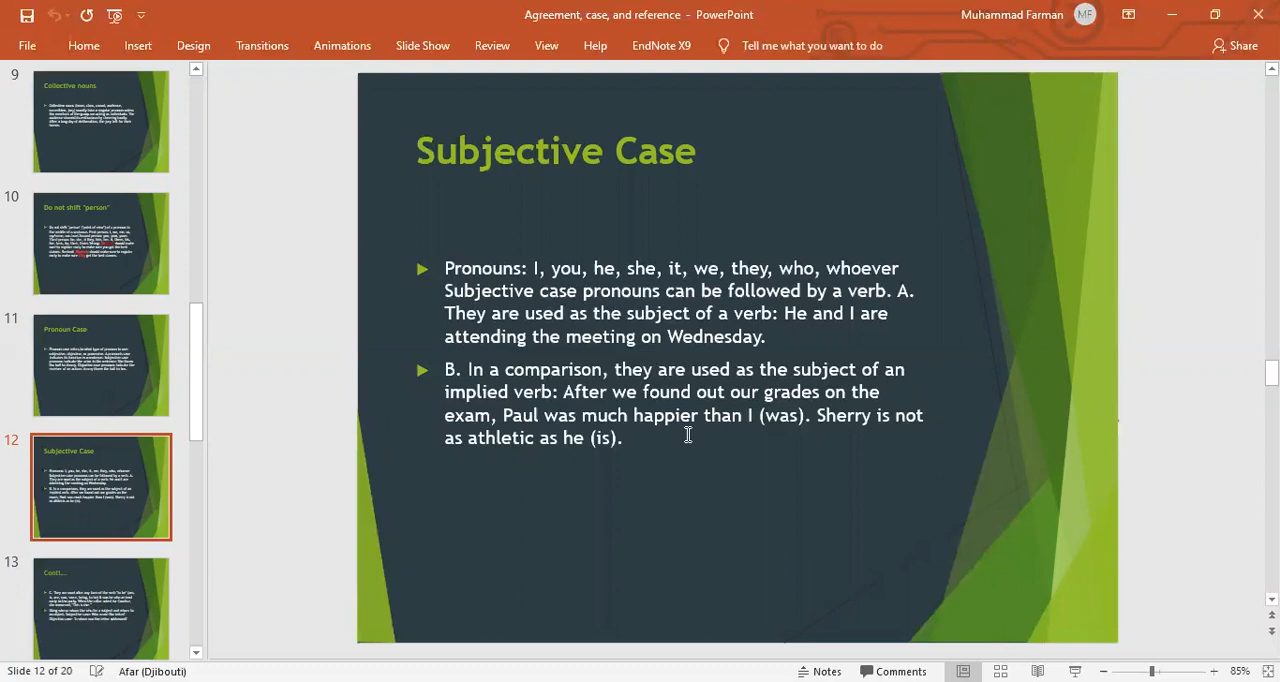 Agreement, case, and reference - PowerPoint
Muhammad Farman
MF
File Home Insert Design Transitions Animations Slide Show Review View Help EndNote X9 Tell me what you want to do Share
9
Collective nouns
10
Do not shift "person"
11
Pronoun Case
12
Subjective Case
13
Cont...
Subjective Case
Pronouns: I, you, he, she, it, we, they, who, whoever
Subjective case pronouns can be followed by a verb. A.
They are used as the subject of a verb: He and I are
attending the meeting on Wednesday.
B. In a comparison, they are used as the subject of an
implied verb: After we found out our grades on the
exam, Paul was much happier than I (was). Sherry is not
as athletic as he (is).
Slide 12 of 20 Afar (Djibouti) Notes Comments 85%